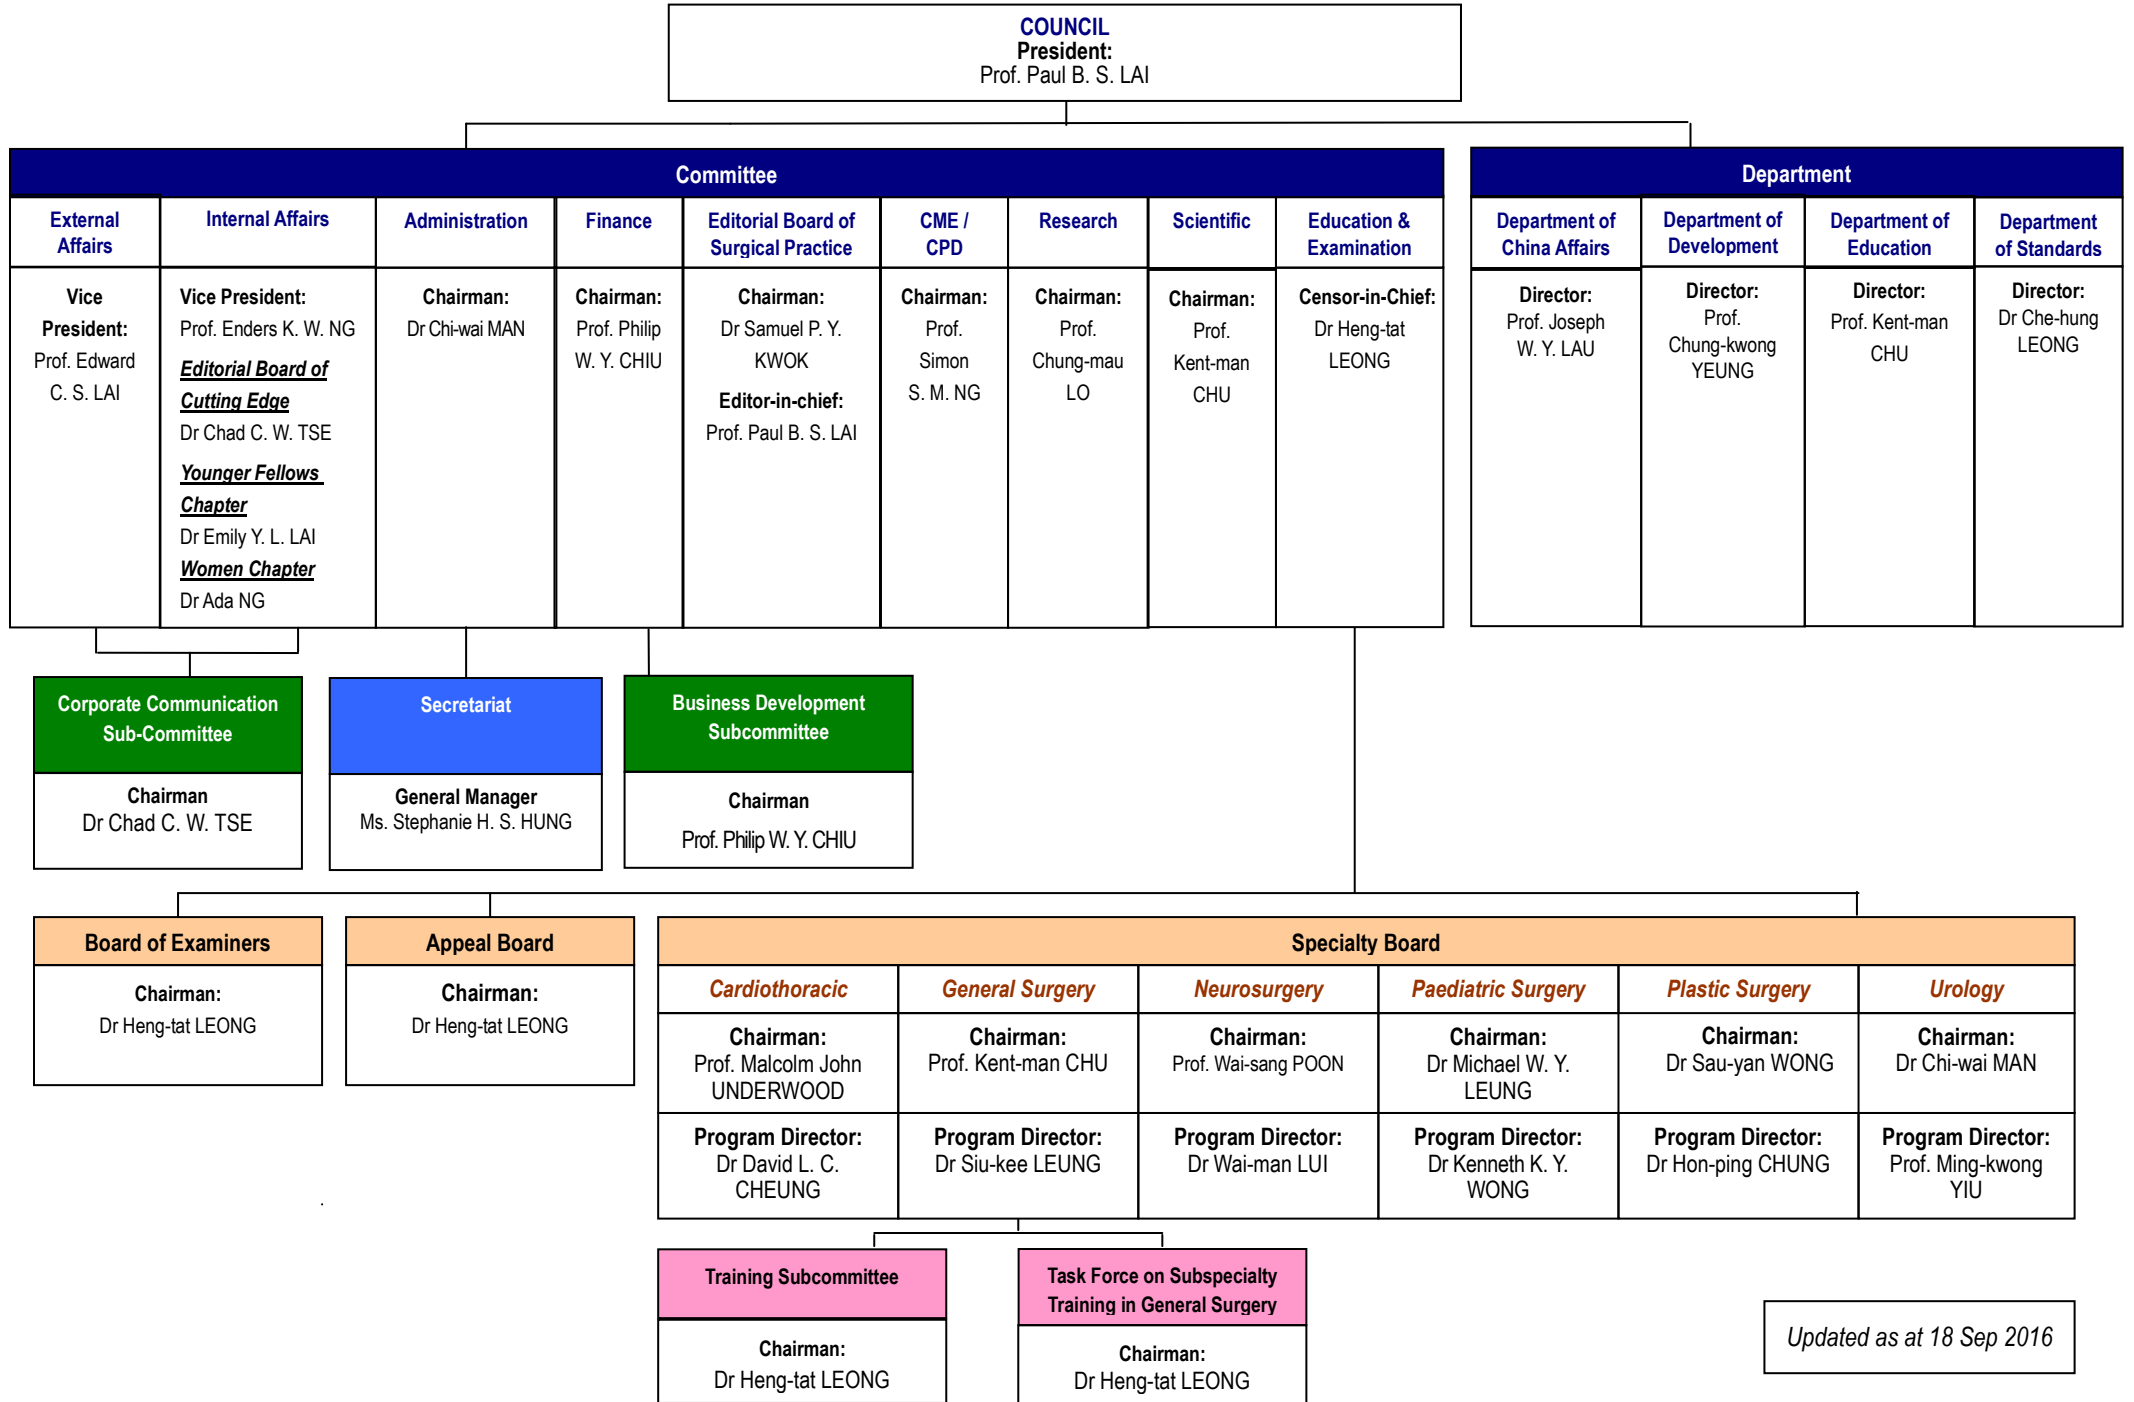 COUNCIL
President:
Prof. Paul B. S. LAI
Committee
External
Affairs
Vice
President:
Prof. Edward
C. S. LAI
Internal Affairs
Vice President:
Prof. Enders K. W. NG
Editorial Board of
Cutting Edge
Dr Chad C. W. TSE
Younger Fellows
Chapter
Dr Emily Y. L. LAI
Women Chapter
Dr Ada NG
Administration
Chairman:
Dr Chi-wai MAN
Finance
Chairman:
Prof. Philip
W. Y. CHIU
Editorial Board of
Surgical Practice
Chairman:
Dr Samuel P. Y.
KWOK
Editor-in-chief:
Prof. Paul B. S. LAI
CME /
CPD
Chairman:
Prof.
Simon
S. M. NG
Research
Chairman:
Prof.
Chung-mau
LO
Scientific
Chairman:
Prof.
Kent-man
CHU
Education &
Examination
Censor-in-Chief:
Dr Heng-tat
LEONG
Department
Department of
China Affairs
Director:
Prof. Joseph
W. Y. LAU
Department of
Development
Director:
Prof.
Chung-kwong
YEUNG
Department of
Education
Director:
Prof. Kent-man
CHU
Department
of Standards
Director:
Dr Che-hung
LEONG
Corporate Communication
Sub-Committee
Chairman
Dr Chad C. W. TSE
Secretariat
General Manager
Ms. Stephanie H. S. HUNG
Business Development
Subcommittee
Chairman
Prof. Philip W. Y. CHIU
Board of Examiners
Chairman:
Dr Heng-tat LEONG
Appeal Board
Chairman:
Dr Heng-tat LEONG
Specialty Board
Cardiothoracic
Chairman:
Prof. Malcolm John
UNDERWOOD
Program Director:
Dr David L. C.
CHEUNG
General Surgery
Chairman:
Prof. Kent-man CHU
Program Director:
Dr Siu-kee LEUNG
Neurosurgery
Chairman:
Prof. Wai-sang POON
Program Director:
Dr Wai-man LUI
Paediatric Surgery
Chairman:
Dr Michael W. Y.
LEUNG
Program Director:
Dr Kenneth K. Y.
WONG
Plastic Surgery
Chairman:
Dr Sau-yan WONG
Program Director:
Dr Hon-ping CHUNG
Urology
Chairman:
Dr Chi-wai MAN
Program Director:
Prof. Ming-kwong
YIU
Training Subcommittee
Chairman:
Dr Heng-tat LEONG
Task Force on Subspecialty
Training in General Surgery
Chairman:
Dr Heng-tat LEONG
Updated as at 18 Sep 2016